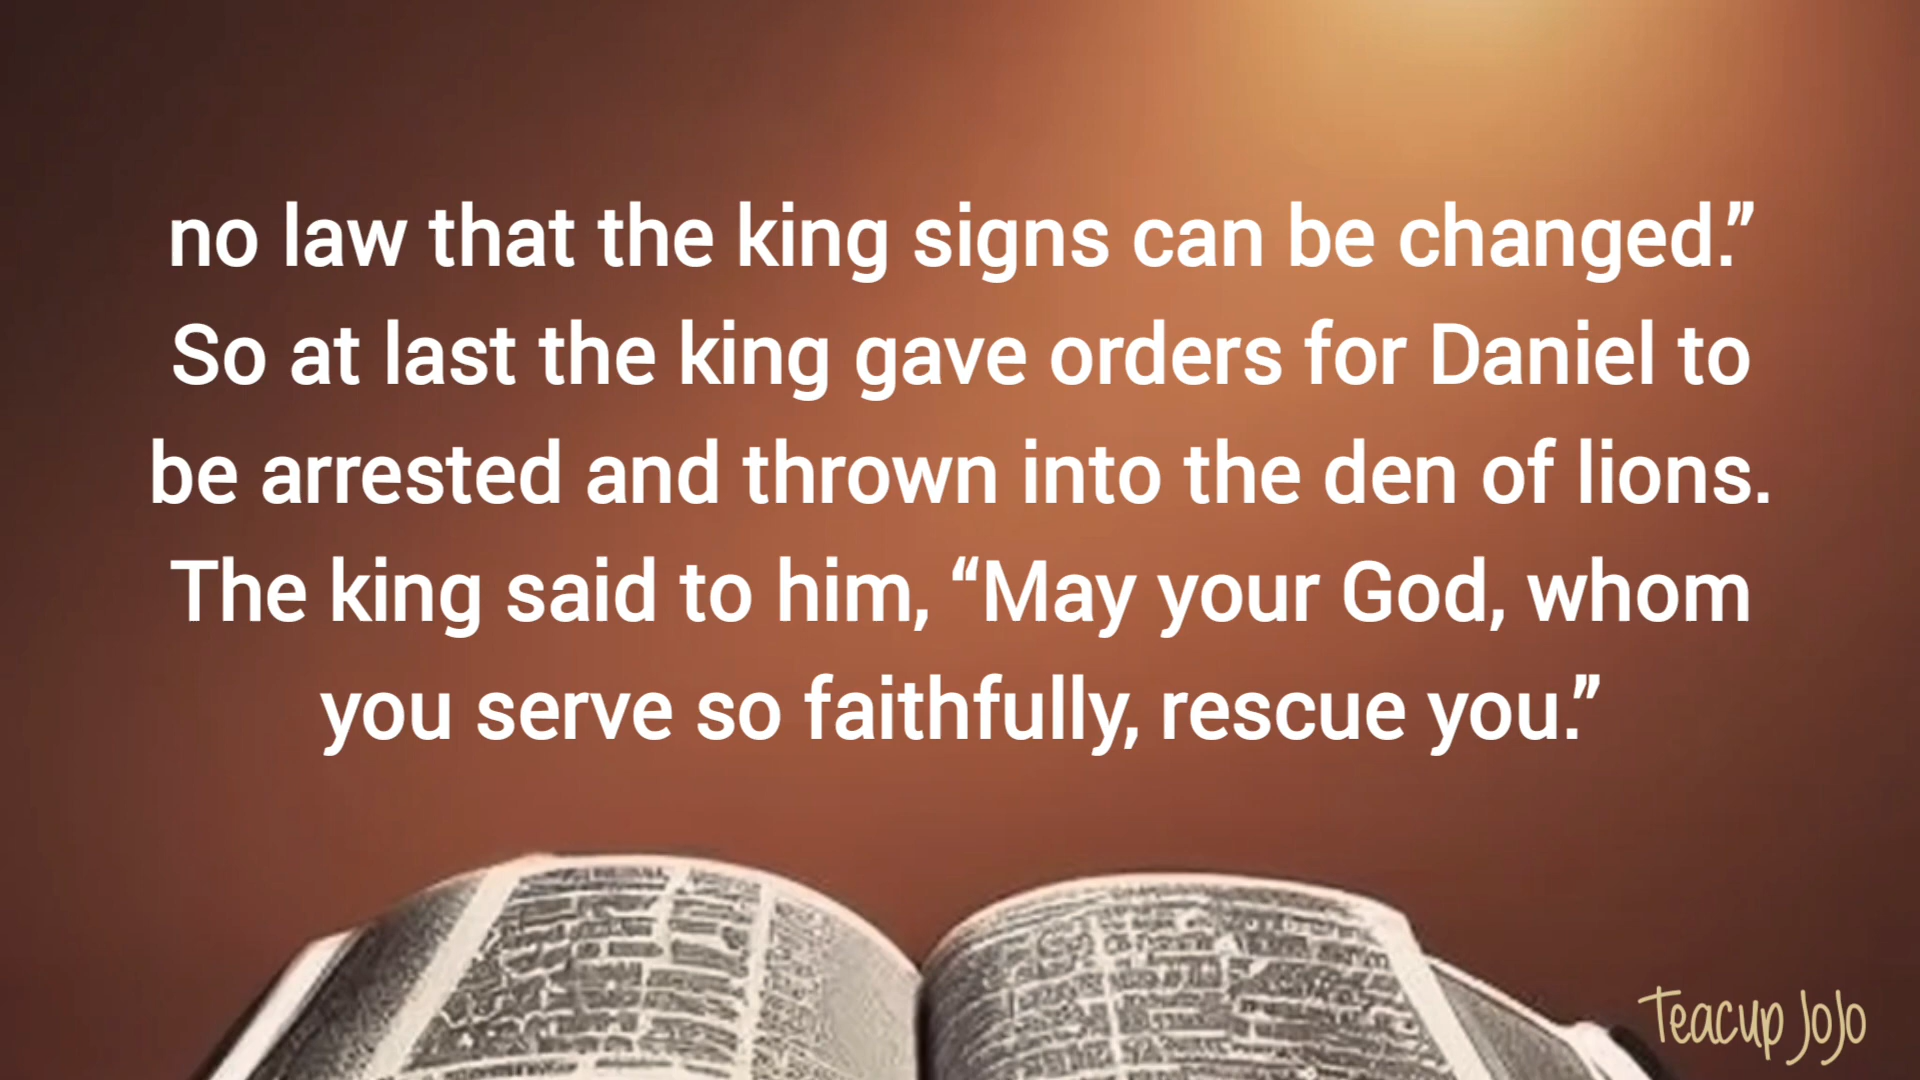 no law that the king signs can be changed.”
So at last the king gave orders for Daniel to
be arrested and thrown into the den of lions.
The king said to him, “May your God, whom
you serve so faithfully, rescue you.”
Teacup JoJo